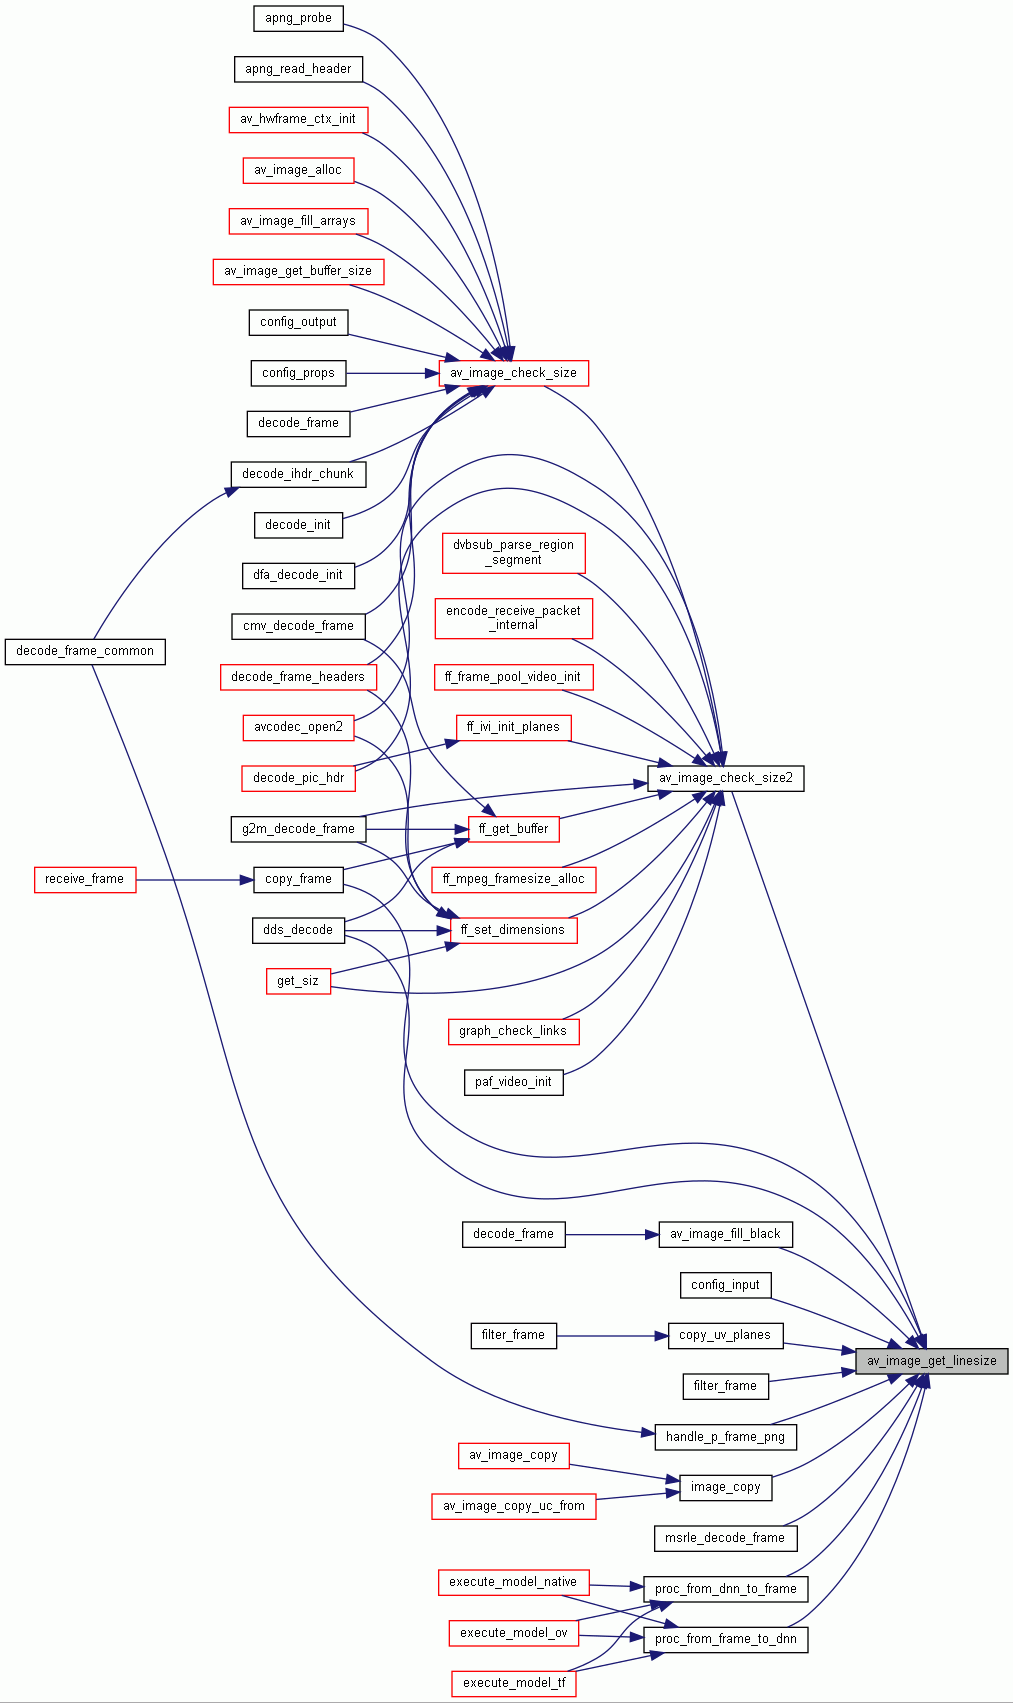 apng_probe
apng_read_header
av_hwframe_ctx_init
av_image_alloc
av_image_fill_arrays
av_image_get_buffer_size
config_output
config_props
av_image_check_size
decode_frame
decode_ihdr_chunk
decode_init
dvbsub_parse_region
_segment
dfa_decode_init
encode_receive_packet
_internal
cmv_decode_frame
decode_frame_common
decode_frame_headers
ff_frame_pool_video_init
avcodec_open2
ff_ivi_init_planes
decode_pic_hdr
av_image_check_size2
g2m_decode_frame
ff_get_buffer
receive_frame
copy_frame
ff_mpeg_framesize_alloc
dds_decode
ff_set_dimensions
get_siz
graph_check_links
paf_video_init
decode_frame
av_image_fill_black
config_input
filter_frame
copy_uv_planes
av_image_get_linesize
filter_frame
handle_p_frame_png
av_image_copy
image_copy
av_image_copy_uc_from
msrle_decode_frame
execute_model_native
proc_from_dnn_to_frame
execute_model_ov
proc_from_frame_to_dnn
execute_model_tf